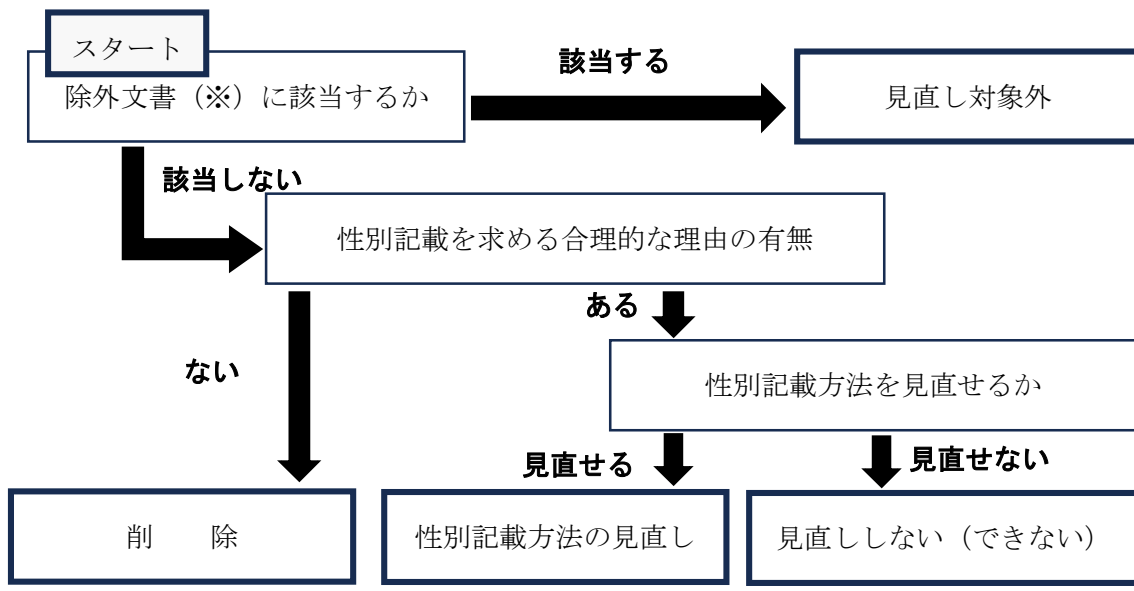 スタート
除外文書（※）に該当するか
該当する
見直し対象外
該当しない
性別記載を求める合理的な理由の有無
ある
ない
性別記載方法を見直せるか
見直せる
見直せない
削　　除
性別記載方法の見直し
見直ししない（できない）